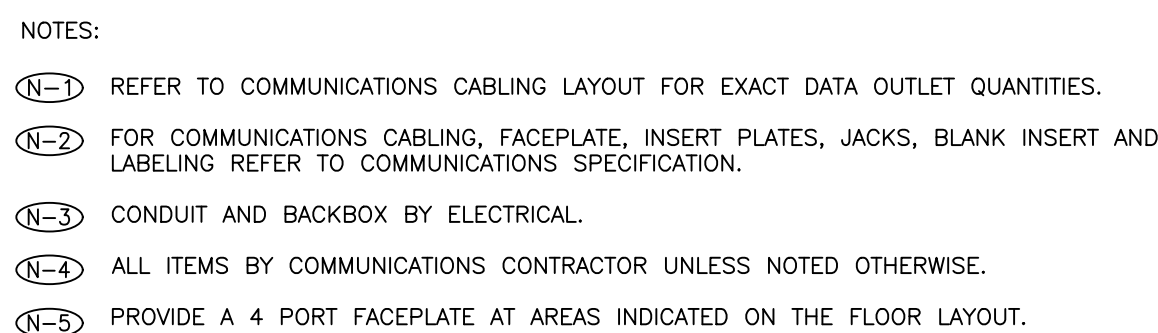 NOTES:
N-1 REFER TO COMMUNICATIONS CABLING LAYOUT FOR EXACT DATA OUTLET QUANTITIES.
N-2 FOR COMMUNICATIONS CABLING, FACEPLATE, INSERT PLATES, JACKS, BLANK INSERT AND
LABELING REFER TO COMMUNICATIONS SPECIFICATION.
N-3 CONDUIT AND BACKBOX BY ELECTRICAL.
N-4 ALL ITEMS BY COMMUNICATIONS CONTRACTOR UNLESS NOTED OTHERWISE.
N-5 PROVIDE A 4 PORT FACEPLATE AT AREAS INDICATED ON THE FLOOR LAYOUT.